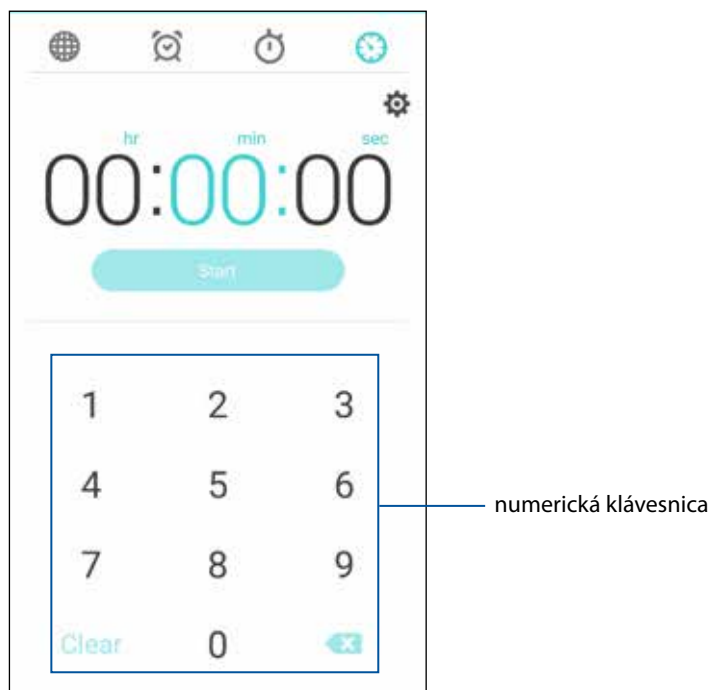 hr min sec
00:00:00
Start
1 2 3
4 5 6
numerická klávesnica
7 8 9
Clear 0